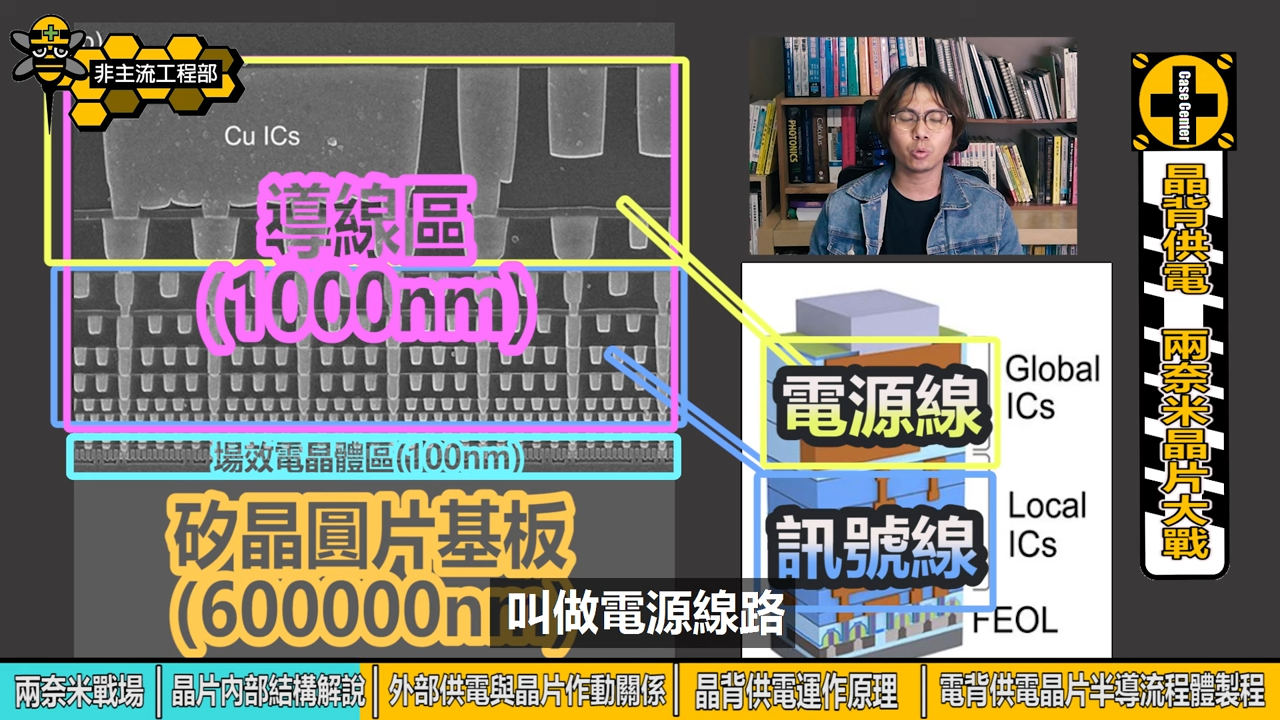 非主流工程部
Cu ICs
導線區
(1000nm)
場效電晶體區(100nm)
矽晶圓片基板
(600000nm)
PHOTONICS
Calculus
Case Center
晶背供電 兩奈米晶片大戰
電源線
Global
ICs
訊號線
Local
ICs
FEOL
叫做電源線路
兩奈米戰場
晶片內部結構解說
外部供電與晶片作動關係
晶背供電運作原理
電背供電晶片半導流程體製程